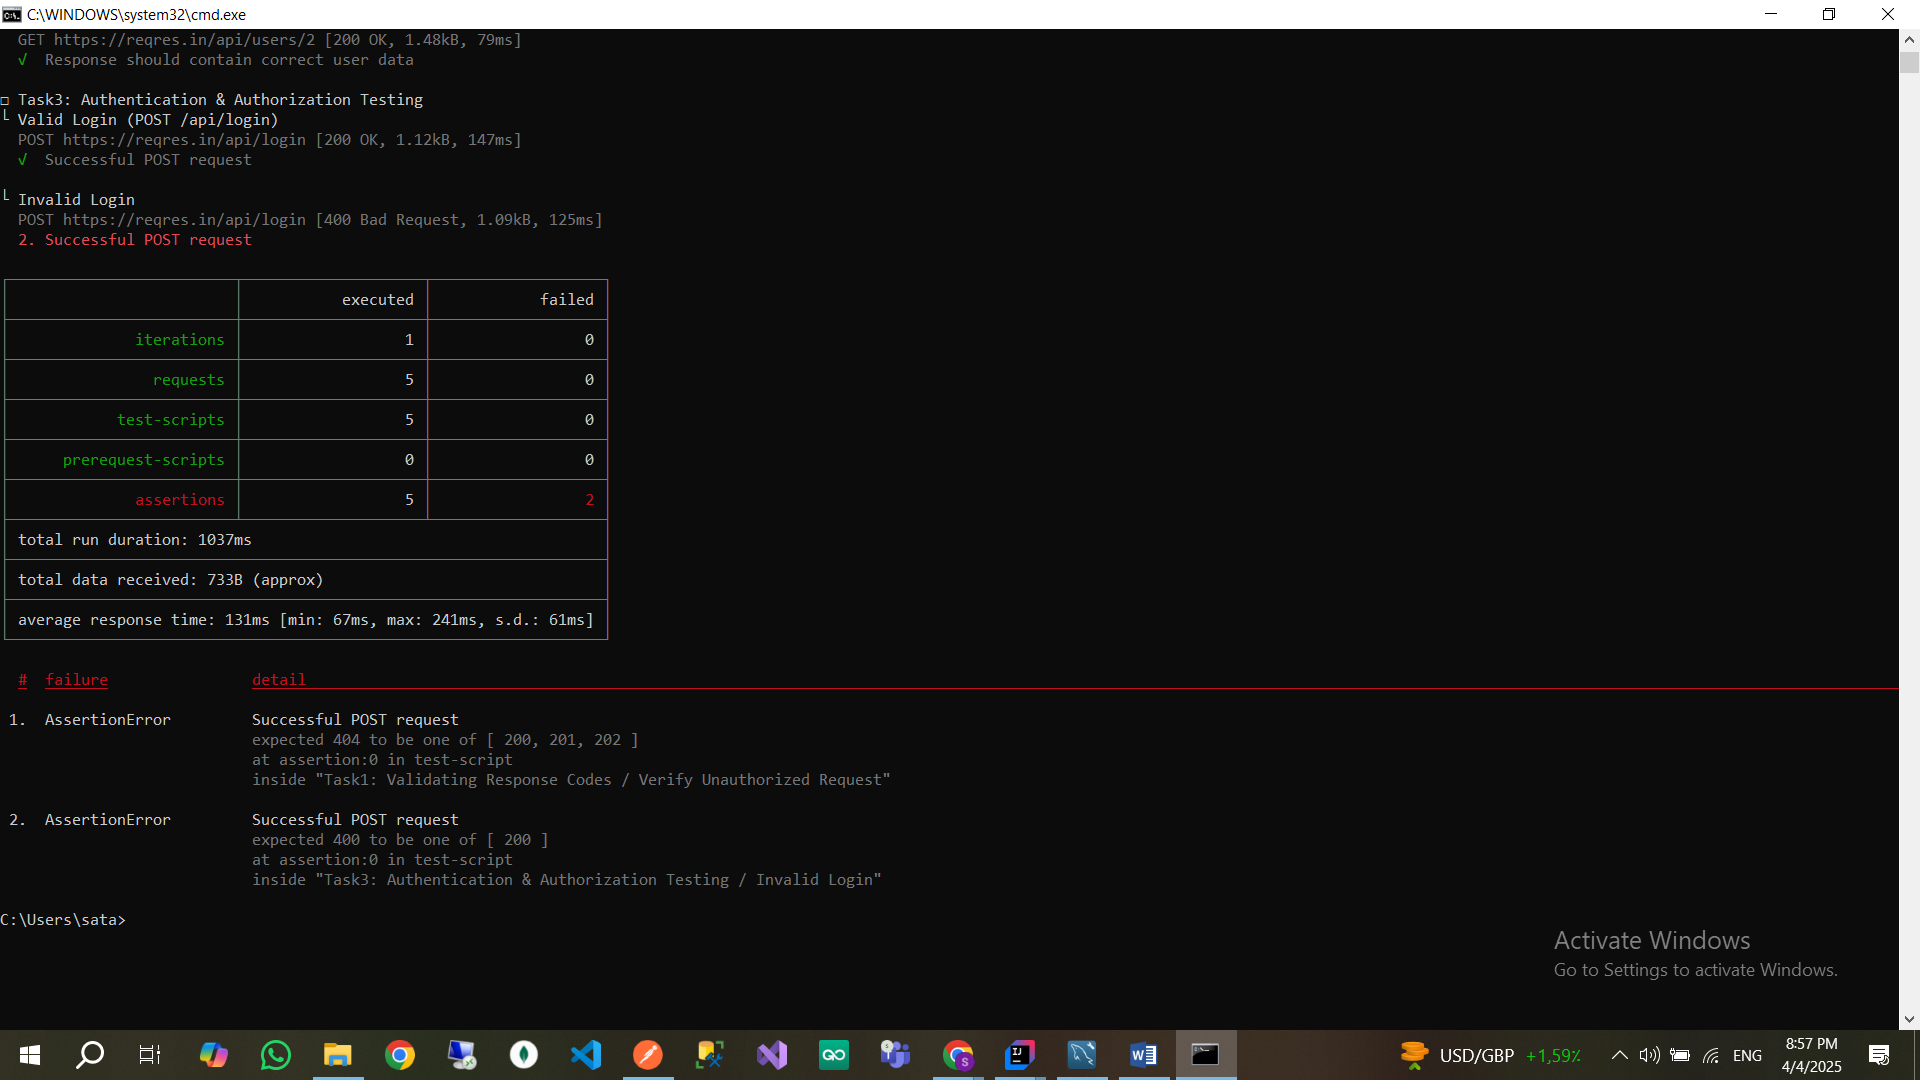 C:\WINDOWS\system32\cmd.exe
GET https://reqres.in/api/users/2 [200 OK, 1.48kB, 79ms]
√ Response should contain correct user data
□ Task3: Authentication & Authorization Testing
└ Valid Login (POST /api/login)
POST https://reqres.in/api/login [200 OK, 1.12kB, 147ms]
√ Successful POST request
└ Invalid Login
POST https://reqres.in/api/login [400 Bad Request, 1.09kB, 125ms]
2. Successful POST request
executed failed
iterations 1 0
requests 5 0
test-scripts 5 0
prerequest-scripts 0 0
assertions 5 2
total run duration: 1037ms
total data received: 733B (approx)
average response time: 131ms [min: 67ms, max: 241ms, s.d.: 61ms]
# failure detail
1. AssertionError Successful POST request
expected 404 to be one of [ 200, 201, 202 ]
at assertion:0 in test-script
inside "Task1: Validating Response Codes / Verify Unauthorized Request"
2. AssertionError Successful POST request
expected 400 to be one of [ 200 ]
at assertion:0 in test-script
inside "Task3: Authentication & Authorization Testing / Invalid Login"
C:\Users\sata>
Activate Windows
Go to Settings to activate Windows.
USD/GBP +1,59% ENG 8:57 PM
4/4/2025